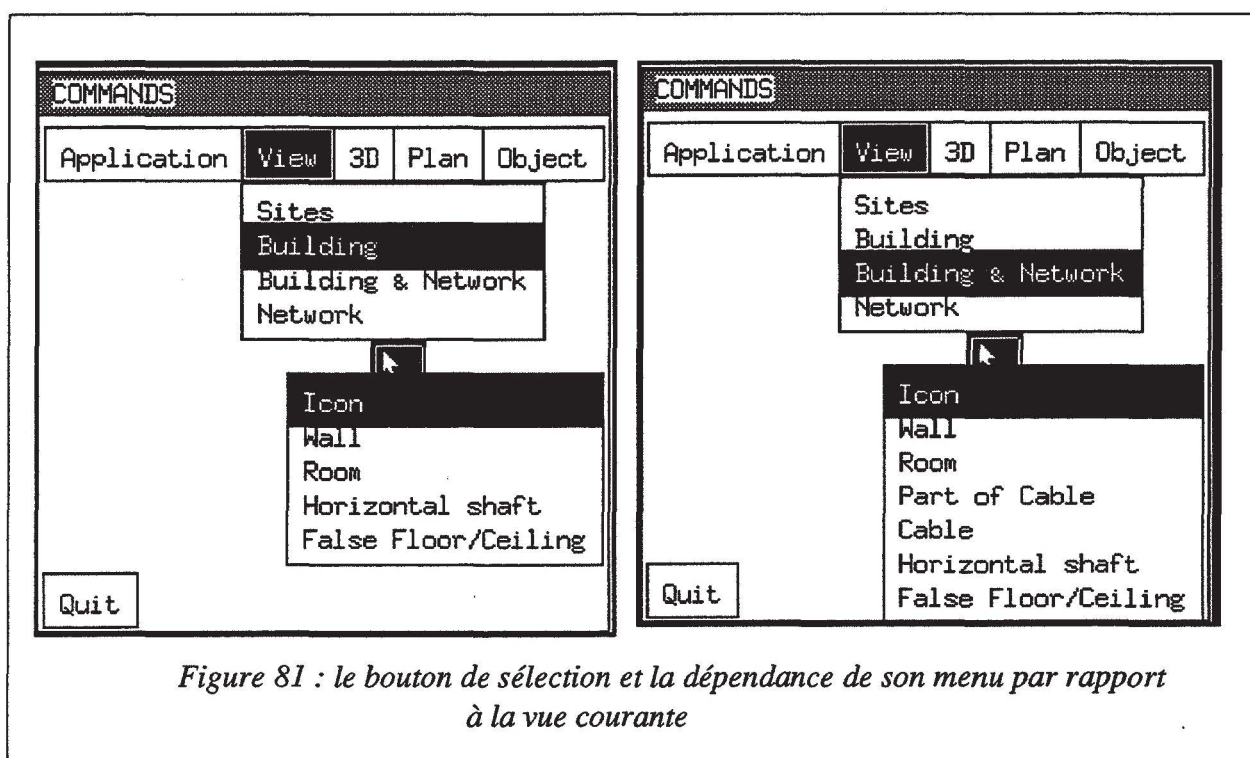 COMMANDS
Application View 3D Plan Object
Sites
Building
Building & Network
Network
Icon
Wall
Room
Horizontal shaft
False Floor/Ceiling
Quit
COMMANDS
Application View 3D Plan Object
Sites
Building
Building & Network
Network
Icon
Wall
Room
Part of Cable
Cable
Horizontal shaft
False Floor/Ceiling
Quit
Figure 81 : le bouton de sélection et la dépendance de son menu par rapport
à la vue courante